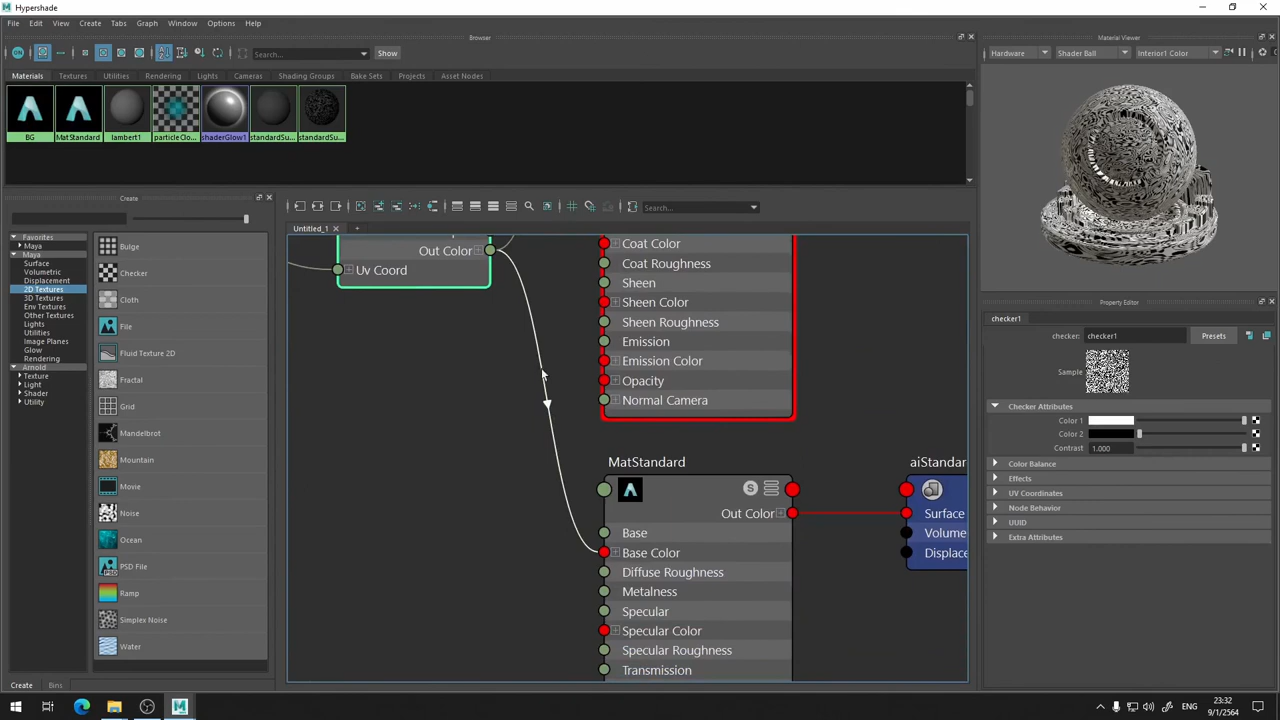 Hypershade
File Edit View Create Tabs Graph Window Options Help
Browser
Material Viewer
ON Search... Show
Hardware Shader Ball Interior1 Color
Materials Textures Utilities Rendering Lights Cameras Shading Groups Bake Sets Projects Asset Nodes
BG MatStandard lambert1 particleClo... shaderGlow1 standardSu... standardSu...
Create
Search...
Untitled_1 +
Favorites
Maya
Maya
Surface
Volumetric
Displacement
2D Textures
3D Textures
Env Textures
Other Textures
Lights
Utilities
Image Planes
Glow
Rendering
Arnold
Texture
Light
Shader
Utility
Bulge
Checker
Cloth
File
Fluid Texture 2D
Fractal
Grid
Mandelbrot
Mountain
Movie
Noise
Ocean
PSD File
Ramp
Simplex Noise
Water
Out Color
Uv Coord
Coat Color
Coat Roughness
Sheen
Sheen Color
Sheen Roughness
Emission
Emission Color
Opacity
Normal Camera
MatStandard
S
Out Color
Base
Base Color
Diffuse Roughness
Metalness
Specular
Specular Color
Specular Roughness
Transmission
aiStandar
Surface
Volume
Displace
Property Editor
checker1
checker: checker1 Presets
Sample
Checker Attributes
Color 1
Color 2
Contrast 1.000
Color Balance
Effects
UV Coordinates
Node Behavior
UUID
Extra Attributes
Create Bins
ENG
23:32
9/1/2564